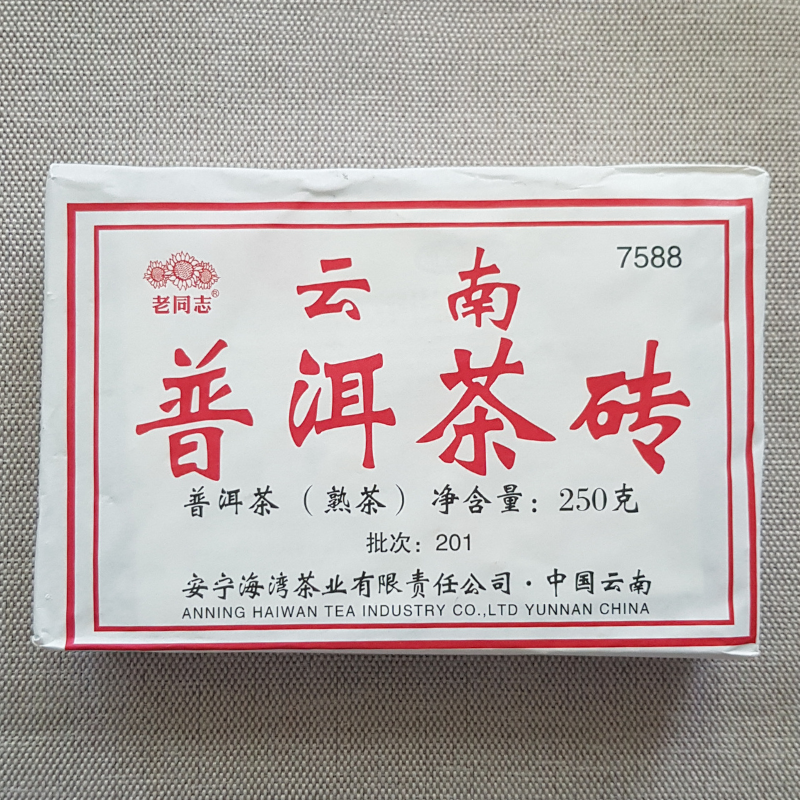 老同志®
7588
云南
普洱茶砖
普洱茶（熟茶）净含量：250克
批次：201
安宁海湾茶业有限责任公司·中国云南
ANNING HAIWAN TEA INDUSTRY CO.,LTD YUNNAN CHINA